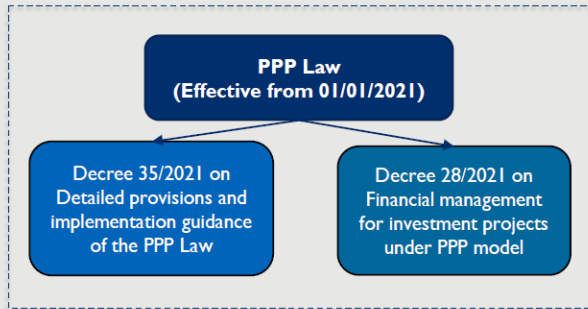 PPP Law
(Effective from 01/01/2021)
Decree 35/2021 on
Detailed provisions and
implementation guidance
of the PPP Law
Decree 28/2021 on
Financial management
for investment projects
under PPP model